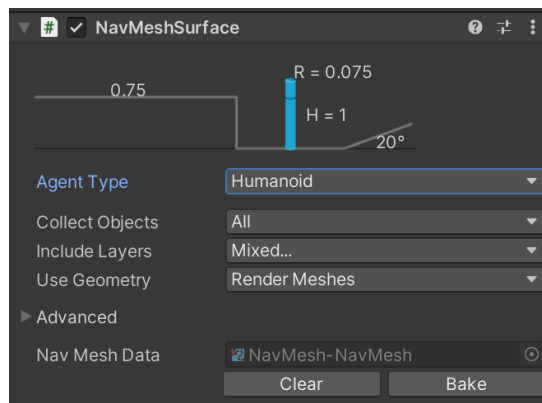 NavMeshSurface
R = 0.075
0.75
H = 1
20°
Agent Type Humanoid
Collect Objects All
Include Layers Mixed...
Use Geometry Render Meshes
Advanced
Nav Mesh Data NavMesh-NavMesh
Clear Bake